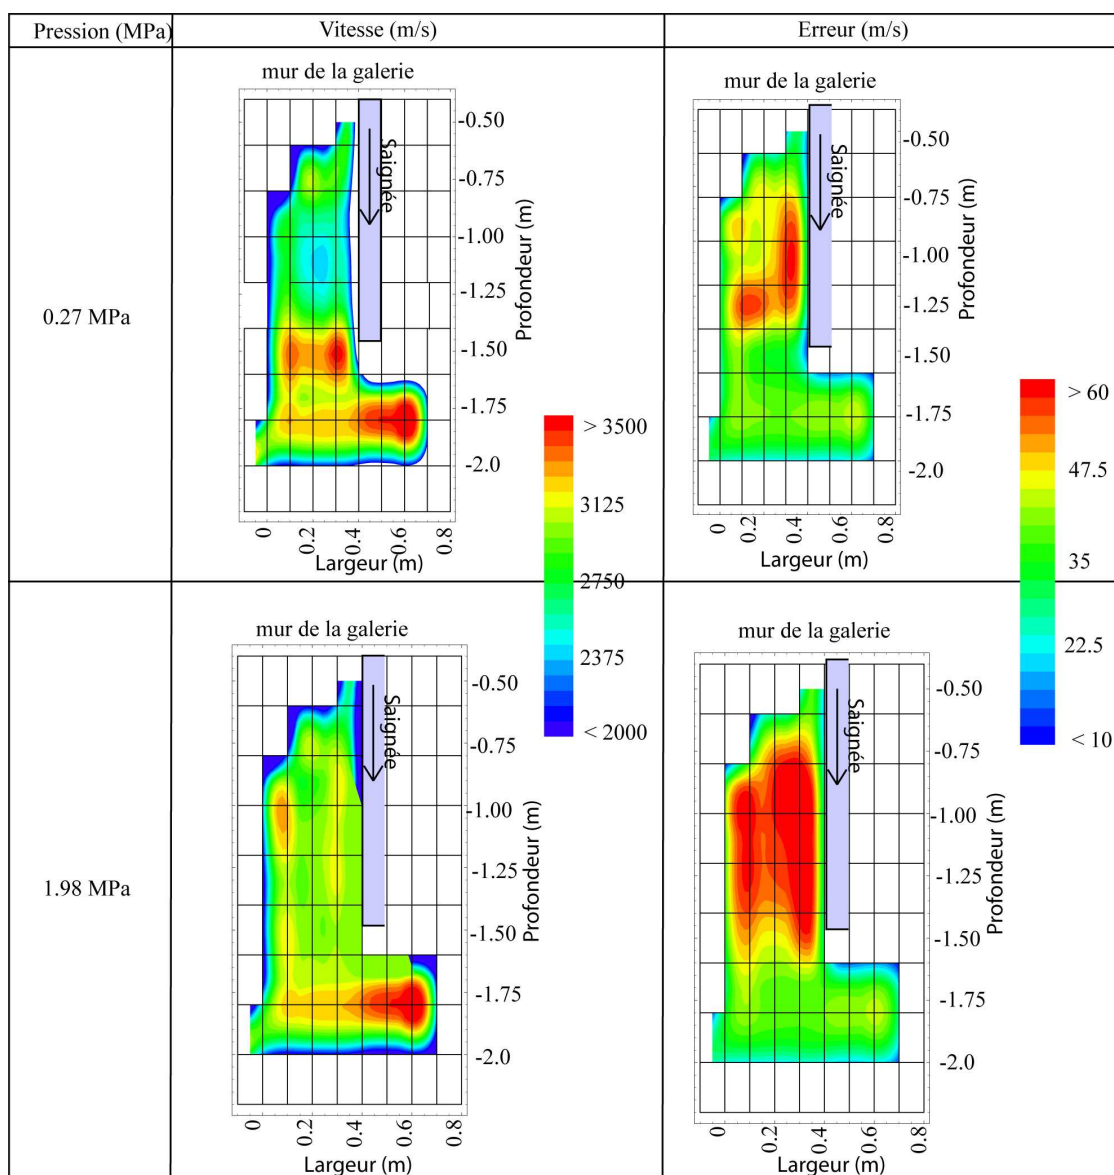 Pression (MPa) Vitesse (m/s) Erreur (m/s)
0.27 MPa
mur de la galerie
Saignée
-0.50
-0.75
-1.00
-1.25
-1.50
-1.75
-2.0
Profondeur (m)
0 0.2 0.4 0.6 0.8
Largeur (m)
> 3500
3125
2750
2375
< 2000
mur de la galerie
Saignée
-0.50
-0.75
-1.00
-1.25
-1.50
-1.75
-2.0
Profondeur (m)
0 0.2 0.4 0.6 0.8
Largeur (m)
> 60
47.5
35
22.5
< 10
1.98 MPa
mur de la galerie
Saignée
-0.50
-0.75
-1.00
-1.25
-1.50
-1.75
-2.0
Profondeur (m)
0 0.2 0.4 0.6 0.8
Largeur (m)
mur de la galerie
Saignée
-0.50
-0.75
-1.00
-1.25
-1.50
-1.75
-2.0
Profondeur (m)
0 0.2 0.4 0.6 0.8
Largeur (m)